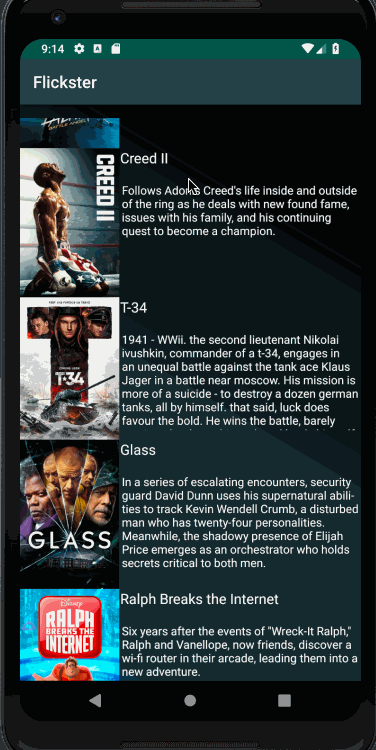 9:14
Flickster
BATTLE ANGEL
Creed II
CREED II
Follows Adonis Creed's life inside and outside
of the ring as he deals with new found fame,
issues with his family, and his continuing
quest to become a champion.
T-34
T-34
1941 - WWii. the second lieutenant Nikolai
ivushkin, commander of a t-34, engages in
an unequal battle against the tank ace Klaus
Jager in a battle near moscow. His mission is
more of a suicide - to destroy a dozen german
tanks, all by himself. that said, luck does
favour the bold. He wins the battle, barely
Glass
GLASS
In a series of escalating encounters, security
guard David Dunn uses his supernatural abili-
ties to track Kevin Wendell Crumb, a disturbed
man who has twenty-four personalities.
Meanwhile, the shadowy presence of Elijah
Price emerges as an orchestrator who holds
secrets critical to both men.
Ralph Breaks the Internet
Disney
RALPH
BREAKS THE
INTERNET
Six years after the events of "Wreck-It Ralph,"
Ralph and Vanellope, now friends, discover a
wi-fi router in their arcade, leading them into a
new adventure.